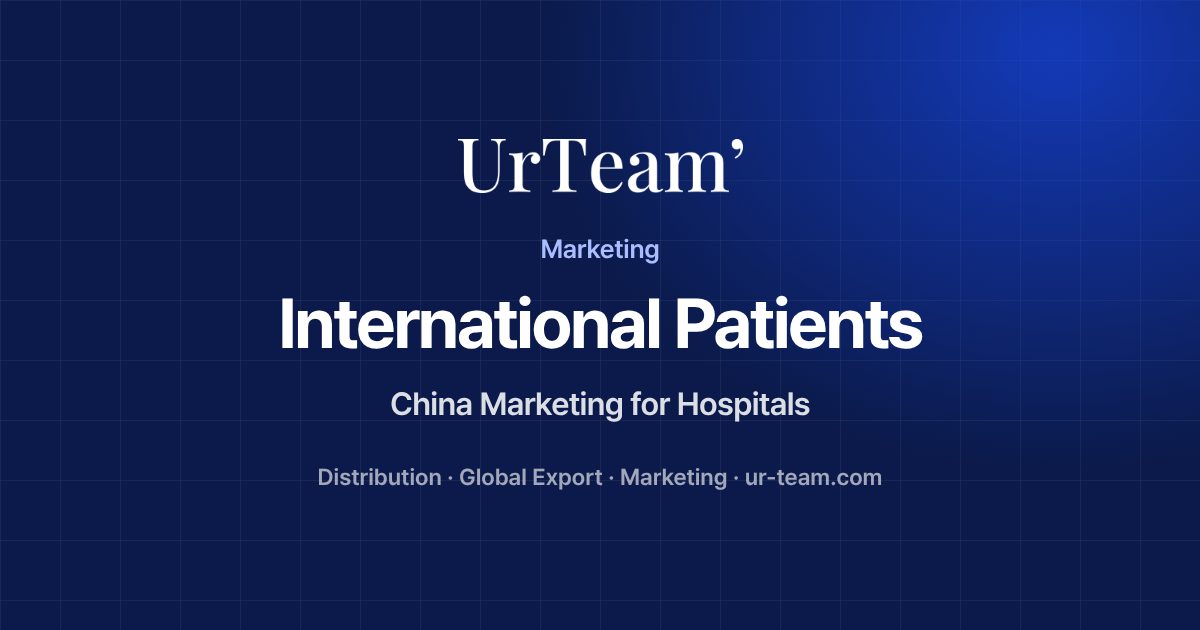 UrTeam’
Marketing
International Patients
China Marketing for Hospitals
Distribution · Global Export · Marketing · ur-team.com